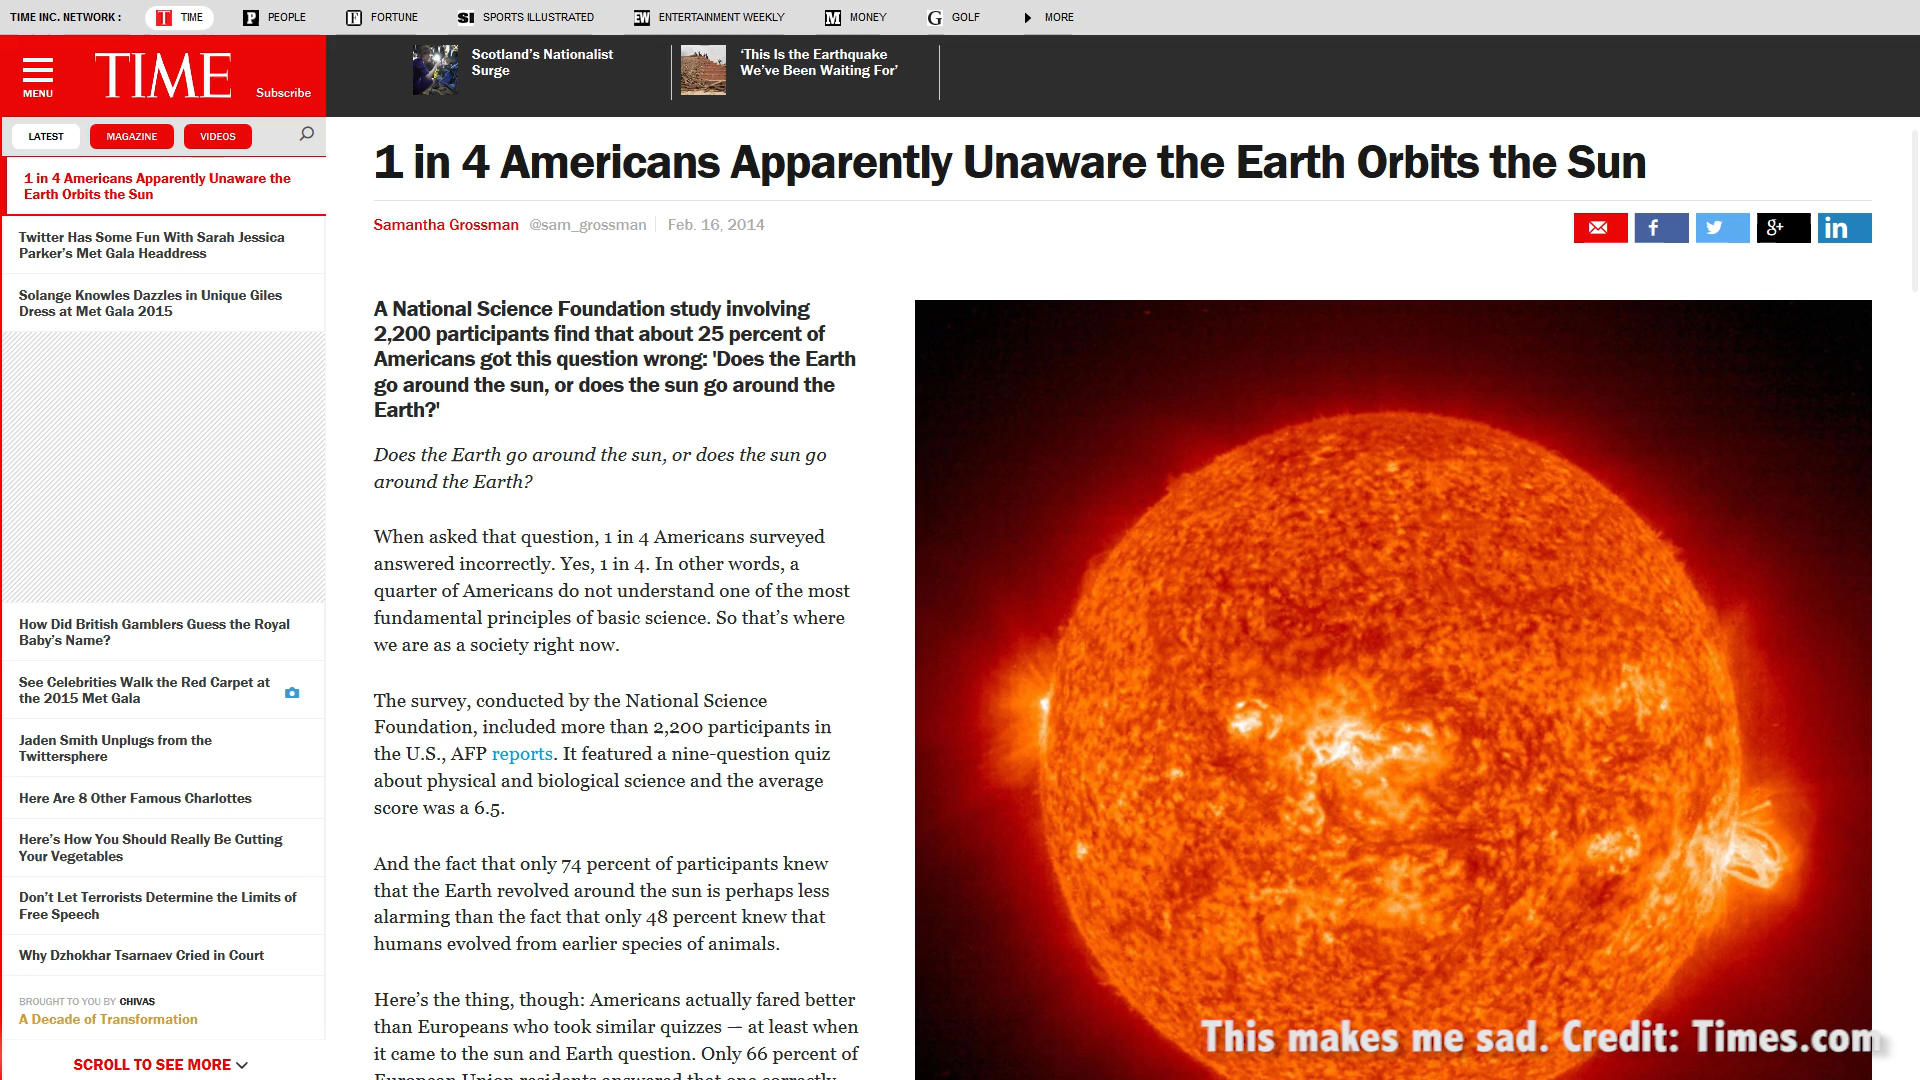 TIME INC. NETWORK :
T TIME
P PEOPLE
F FORTUNE
SI SPORTS ILLUSTRATED
EW ENTERTAINMENT WEEKLY
M MONEY
G GOLF
MORE
MENU
TIME
Subscribe
Scotland’s Nationalist
Surge
‘This Is the Earthquake
We’ve Been Waiting For’
LATEST
MAGAZINE
VIDEOS
1 in 4 Americans Apparently Unaware the
Earth Orbits the Sun
Twitter Has Some Fun With Sarah Jessica
Parker’s Met Gala Headdress
Solange Knowles Dazzles in Unique Giles
Dress at Met Gala 2015
How Did British Gamblers Guess the Royal
Baby’s Name?
See Celebrities Walk the Red Carpet at
the 2015 Met Gala
Jaden Smith Unplugs from the
Twittersphere
Here Are 8 Other Famous Charlottes
Here’s How You Should Really Be Cutting
Your Vegetables
Don’t Let Terrorists Determine the Limits of
Free Speech
Why Dzhokhar Tsarnaev Cried in Court
BROUGHT TO YOU BY CHIVAS
A Decade of Transformation
SCROLL TO SEE MORE
1 in 4 Americans Apparently Unaware the Earth Orbits the Sun
Samantha Grossman @sam_grossman Feb. 16, 2014
f
g+
in
A National Science Foundation study involving
2,200 participants find that about 25 percent of
Americans got this question wrong: 'Does the Earth
go around the sun, or does the sun go around the
Earth?'
Does the Earth go around the sun, or does the sun go
around the Earth?
When asked that question, 1 in 4 Americans surveyed
answered incorrectly. Yes, 1 in 4. In other words, a
quarter of Americans do not understand one of the most
fundamental principles of basic science. So that’s where
we are as a society right now.
The survey, conducted by the National Science
Foundation, included more than 2,200 participants in
the U.S., AFP reports. It featured a nine-question quiz
about physical and biological science and the average
score was a 6.5.
And the fact that only 74 percent of participants knew
that the Earth revolved around the sun is perhaps less
alarming than the fact that only 48 percent knew that
humans evolved from earlier species of animals.
Here’s the thing, though: Americans actually fared better
than Europeans who took similar quizzes — at least when
it came to the sun and Earth question. Only 66 percent of
European Union residents answered that one correctly.
This makes me sad. Credit: Times.com